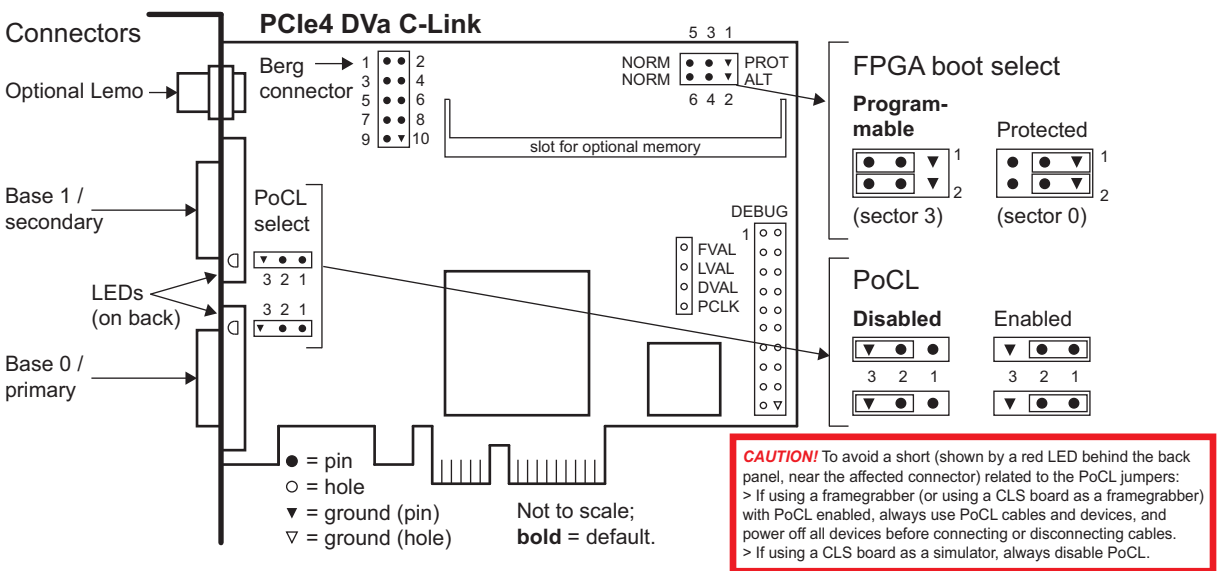 Connectors
PCIe4 DVa C-Link
Optional Lemo
Berg
connector
1 2
3 4
5 6
7 8
9 10
5 3 1
NORM PROT
NORM ALT
6 4 2
slot for optional memory
Base 1 /
secondary
PoCL
select
3 2 1
LEDs
(on back)
3 2 1
Base 0 /
primary
DEBUG
1
FVAL
LVAL
DVAL
PCLK
FPGA boot select
Program-
mable
Protected
1
2
1
2
(sector 3)
(sector 0)
PoCL
Disabled
Enabled
3 2 1
3 2 1
= pin
= hole
= ground (pin)
= ground (hole)
Not to scale;
bold = default.
CAUTION! To avoid a short (shown by a red LED behind the back
panel, near the affected connector) related to the PoCL jumpers:
> If using a framegrabber (or using a CLS board as a framegrabber)
with PoCL enabled, always use PoCL cables and devices, and
power off all devices before connecting or disconnecting cables.
> If using a CLS board as a simulator, always disable PoCL.